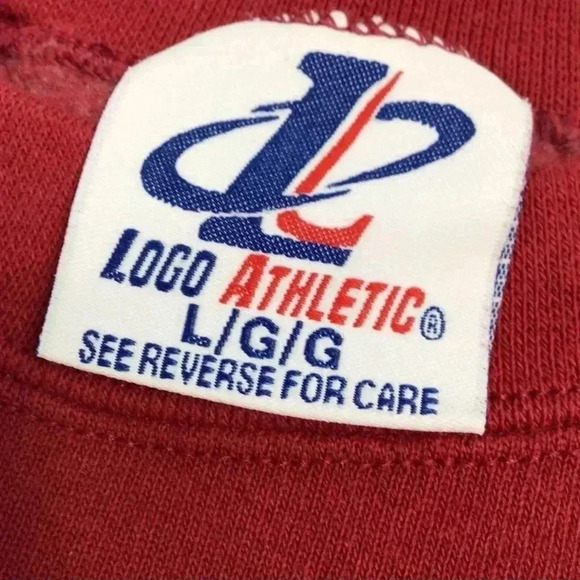 L
LOGO ATHLETIC®
L/G/G
SEE REVERSE FOR CARE